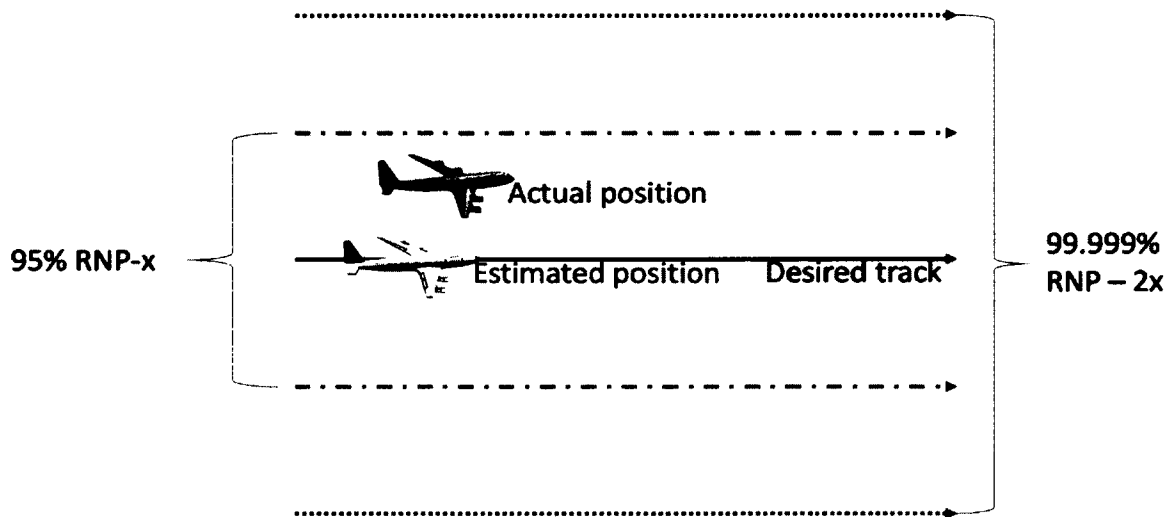 Actual position
95% RNP-x
Estimated position
Desired track
99.999%
RNP – 2x